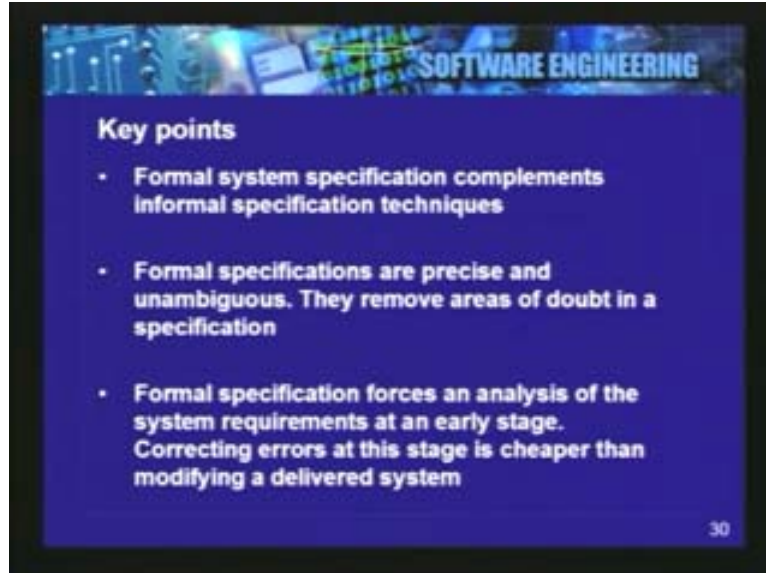 SOFTWARE ENGINEERING
Key points
• Formal system specification complements
informal specification techniques
• Formal specifications are precise and
unambiguous. They remove areas of doubt in a
specification
• Formal specification forces an analysis of the
system requirements at an early stage.
Correcting errors at this stage is cheaper than
modifying a delivered system
30